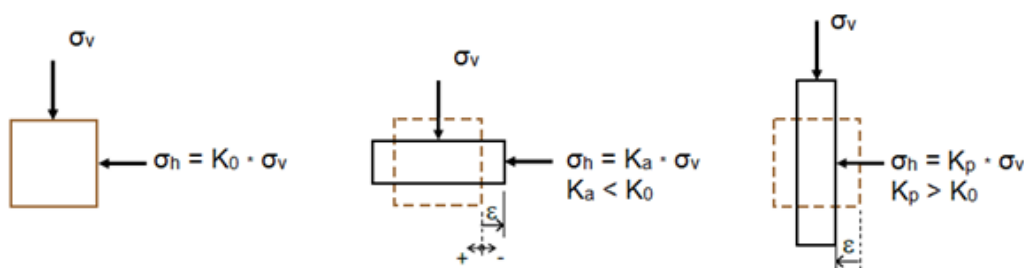 σv
σh = K0 · σv
σv
σh = Ka · σv
Ka < K0
ε
+ -
σv
σh = Kp · σv
Kp > K0
ε